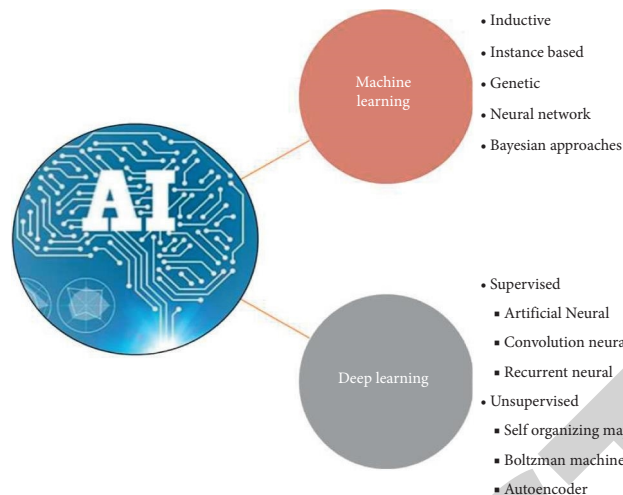 AI
Machine
learning
• Inductive
• Instance based
• Genetic
• Neural network
• Bayesian approaches
Deep learning
• Supervised
▪ Artificial Neural
▪ Convolution neura
▪ Recurrent neural
• Unsupervised
▪ Self organizing ma
▪ Boltzman machine
▪ Autoencoder